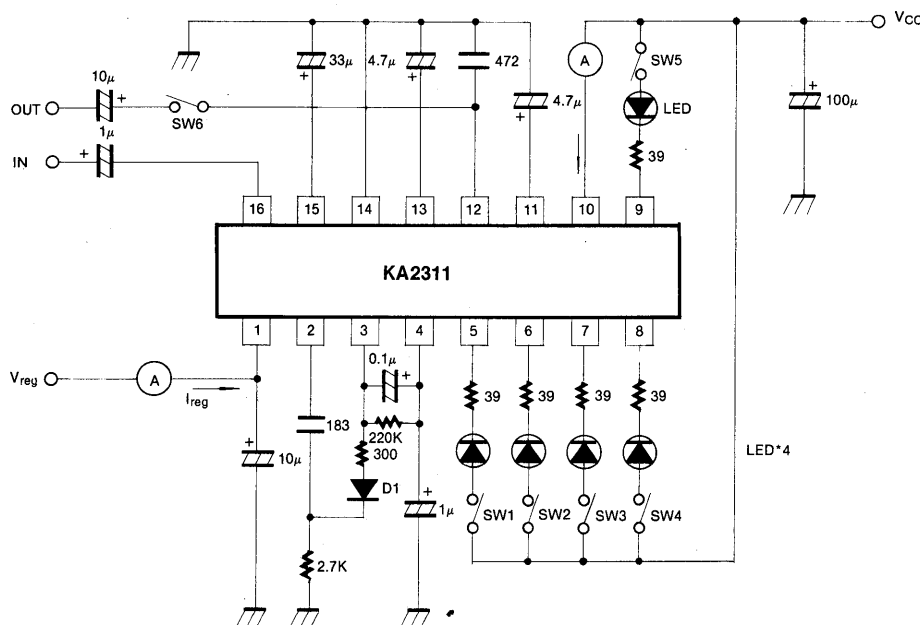 VCC
A
SW5
10μ
33μ
4.7μ
472
OUT
SW6
4.7μ
LED
100μ
1μ
IN
39
16
15
14
13
12
11
10
9
KA2311
1
2
3
4
5
6
7
8
0.1μ
Vreg
A
Ireg
39
39
39
39
183
220K
300
10μ
LED*4
D1
1μ
SW1
SW2
SW3
SW4
2.7K